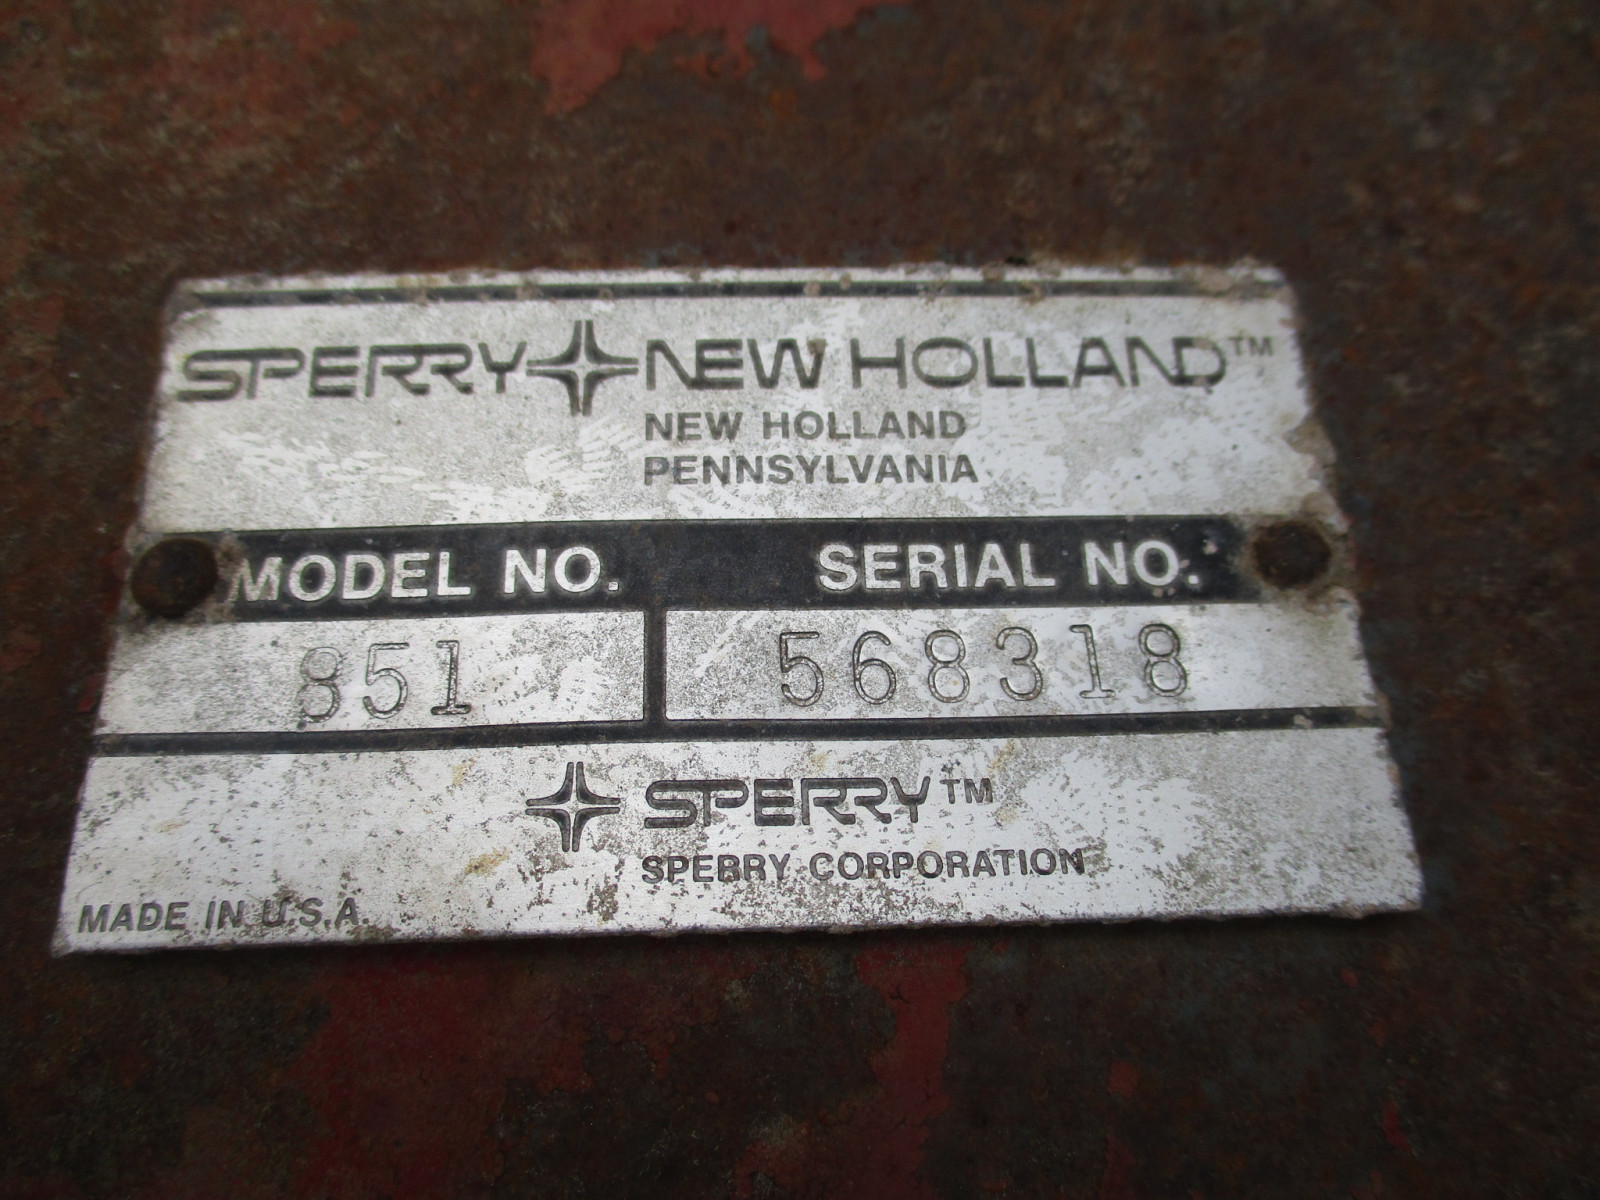 SPERRY NEW HOLLAND™
NEW HOLLAND
PENNSYLVANIA
MODEL NO. SERIAL NO.
851 568318
SPERRY™
SPERRY CORPORATION
MADE IN U.S.A.